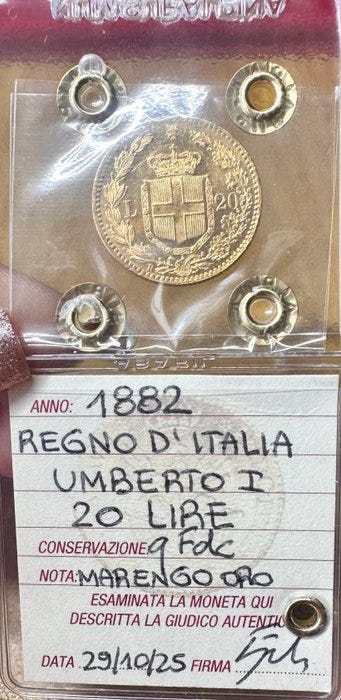 L 20
R
ANNO: 1882
REGNO D'ITALIA
UMBERTO I
20 LIRE
CONSERVAZIONE: q Fdc
NOTA: MARENGO ORO
ESAMINATA LA MONETA QUI
DESCRITTA LA GIUDICO AUTENTIC
DATA 29/10/25 FIRMA